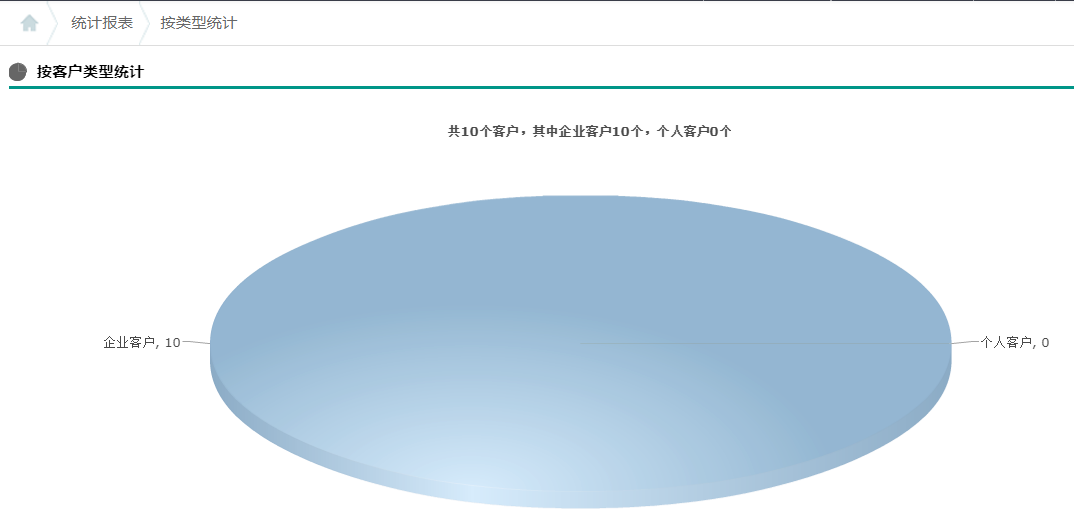 统计报表 按类型统计
按客户类型统计
共10个客户，其中企业客户10个，个人客户0个
企业客户, 10
个人客户, 0